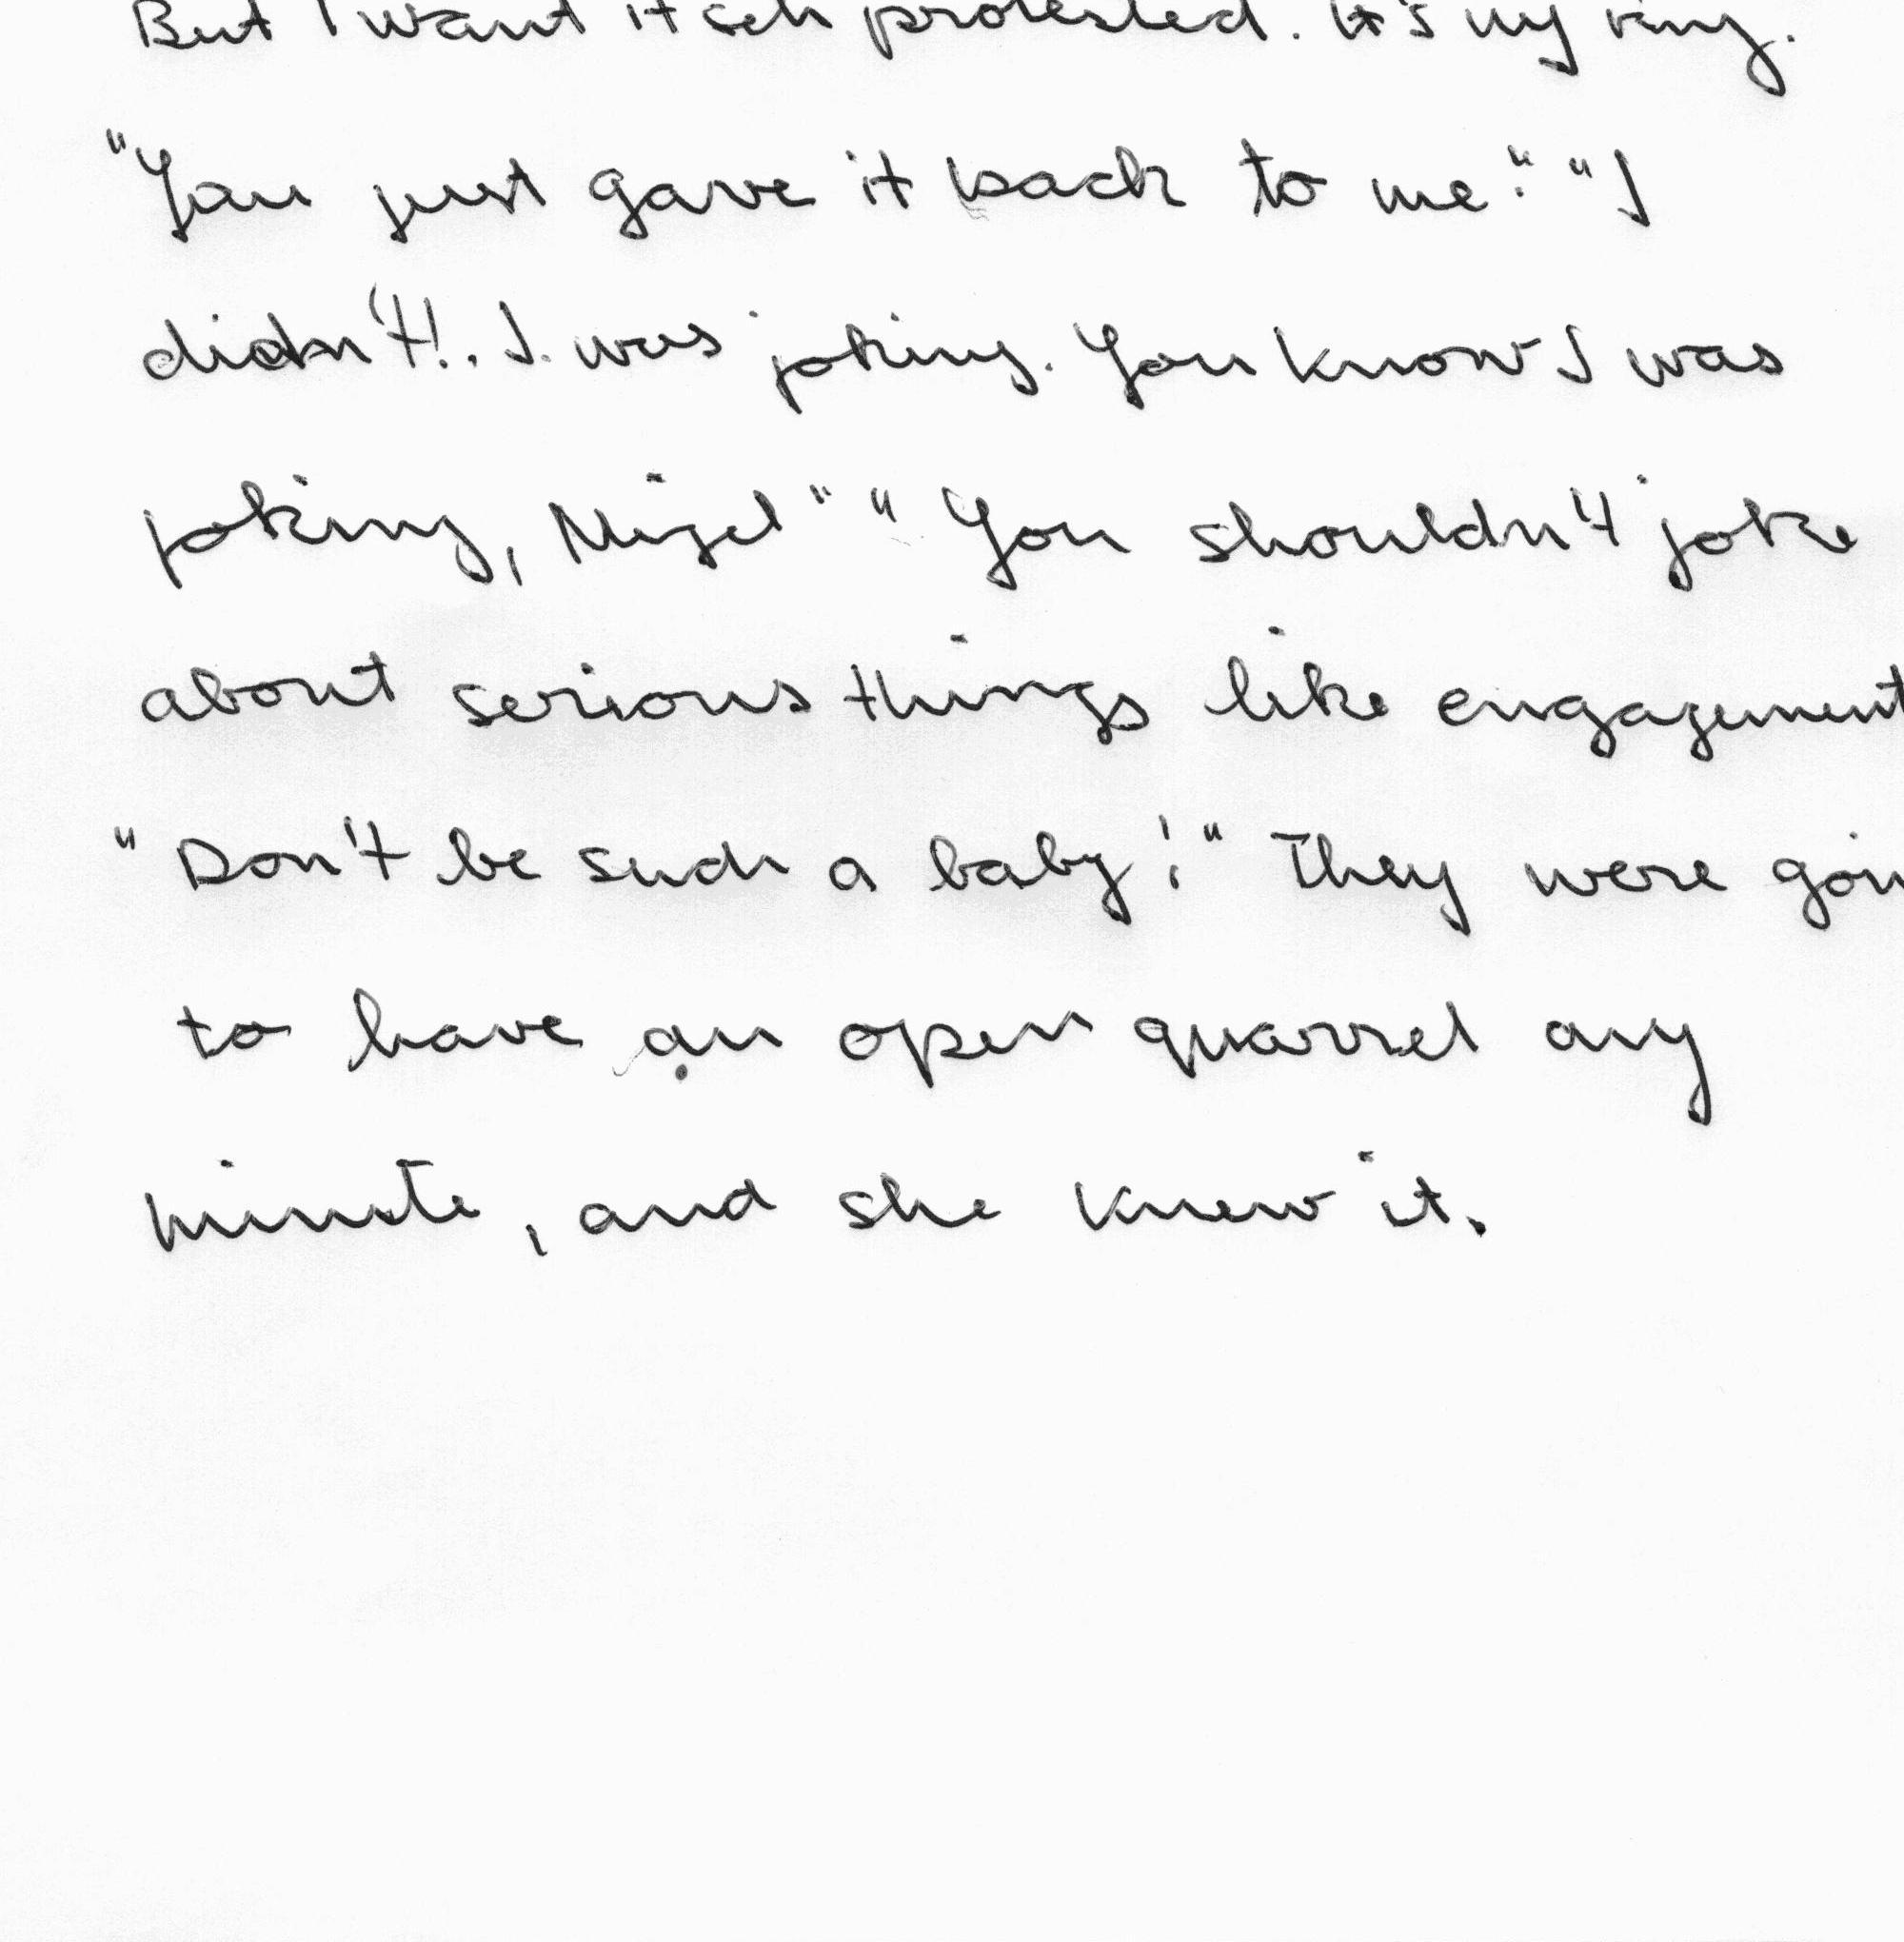 But I want it protested. It's my ring.
"You just gave it back to me." "I
didn't!. I. was joking. You know I was
joking, Nigel" " You shouldn't joke
about serious things like engagement
" Don't be such a baby!" They were goin
to have an open quarrel any
minute, and she knew it.